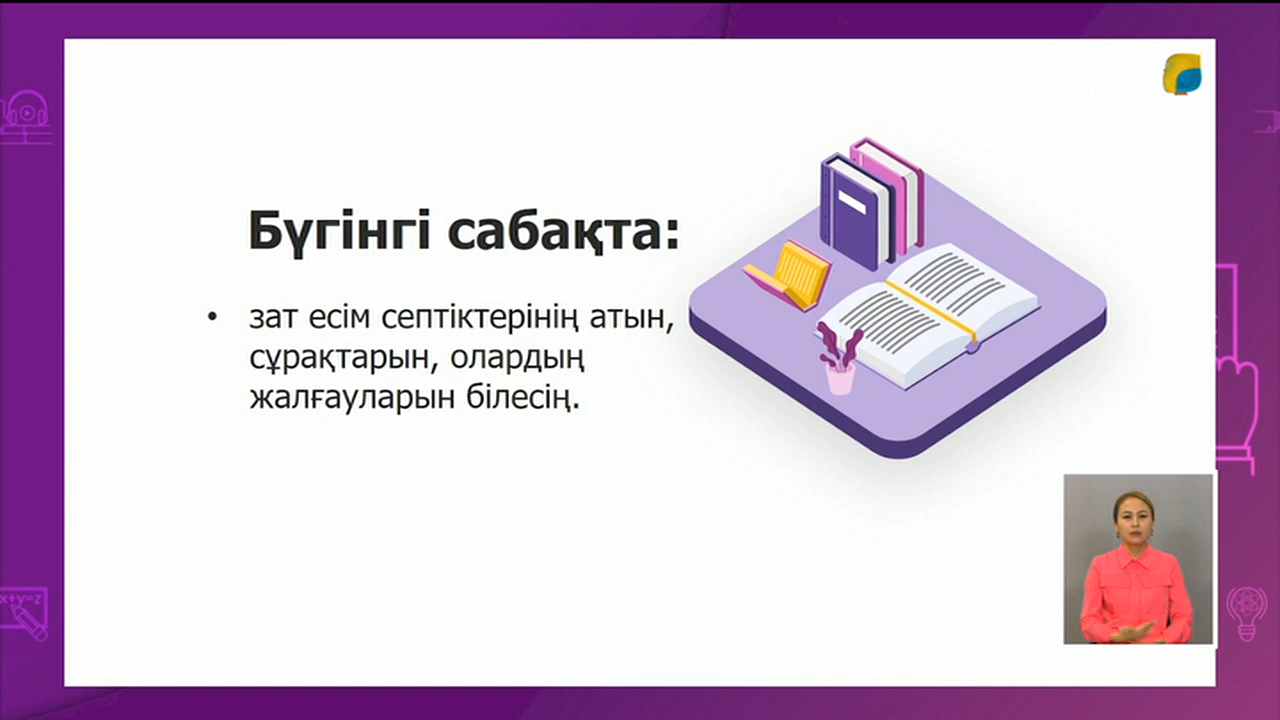 Бүгінгі сабақта:
• зат есім септіктерінің атын,
сұрақтарын, олардың
жалғауларын білесің.
x+y=z